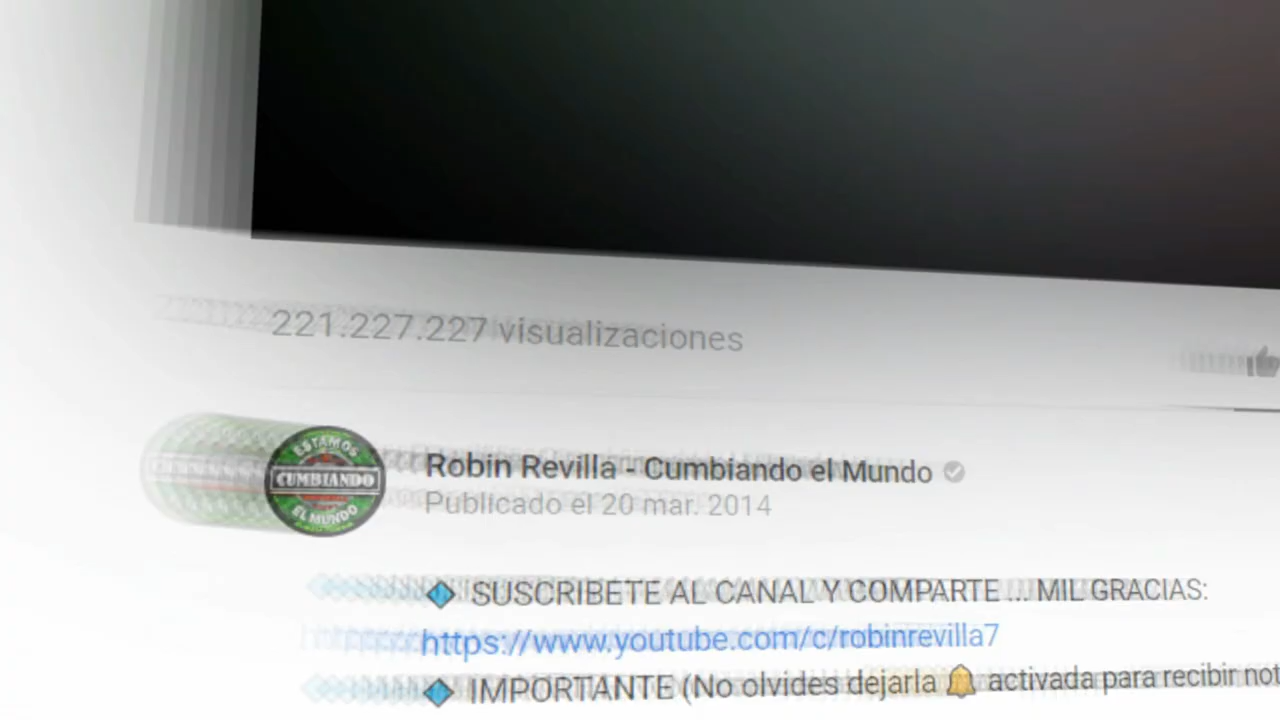 221.227.227 visualizaciones
ESTAMOS
CUMBIANDO
EL MUNDO
Robin Revilla - Cumbiando el Mundo
Publicado el 20 mar. 2014
SUSCRIBETE AL CANAL Y COMPARTE ... MIL GRACIAS:
https://www.youtube.com/c/robinrevilla7
IMPORTANTE (No olvides dejarla 🔔 activada para recibir not